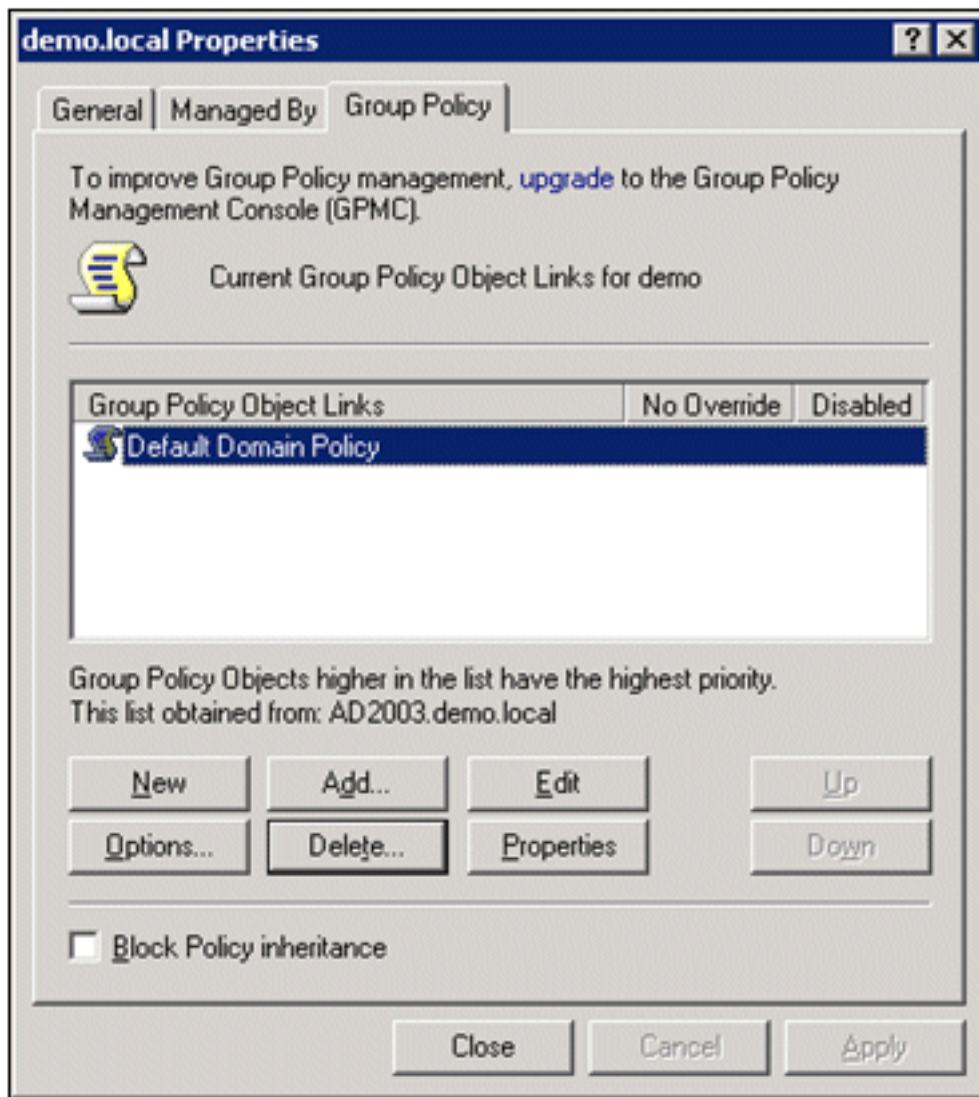 demo.local Properties
General Managed By Group Policy
To improve Group Policy management, upgrade to the Group Policy
Management Console (GPMC).
Current Group Policy Object Links for demo
Group Policy Object Links No Override Disabled
Default Domain Policy
Group Policy Objects higher in the list have the highest priority.
This list obtained from: AD2003.demo.local
New Add... Edit Up
Options... Delete... Properties Down
Block Policy inheritance
Close Cancel Apply